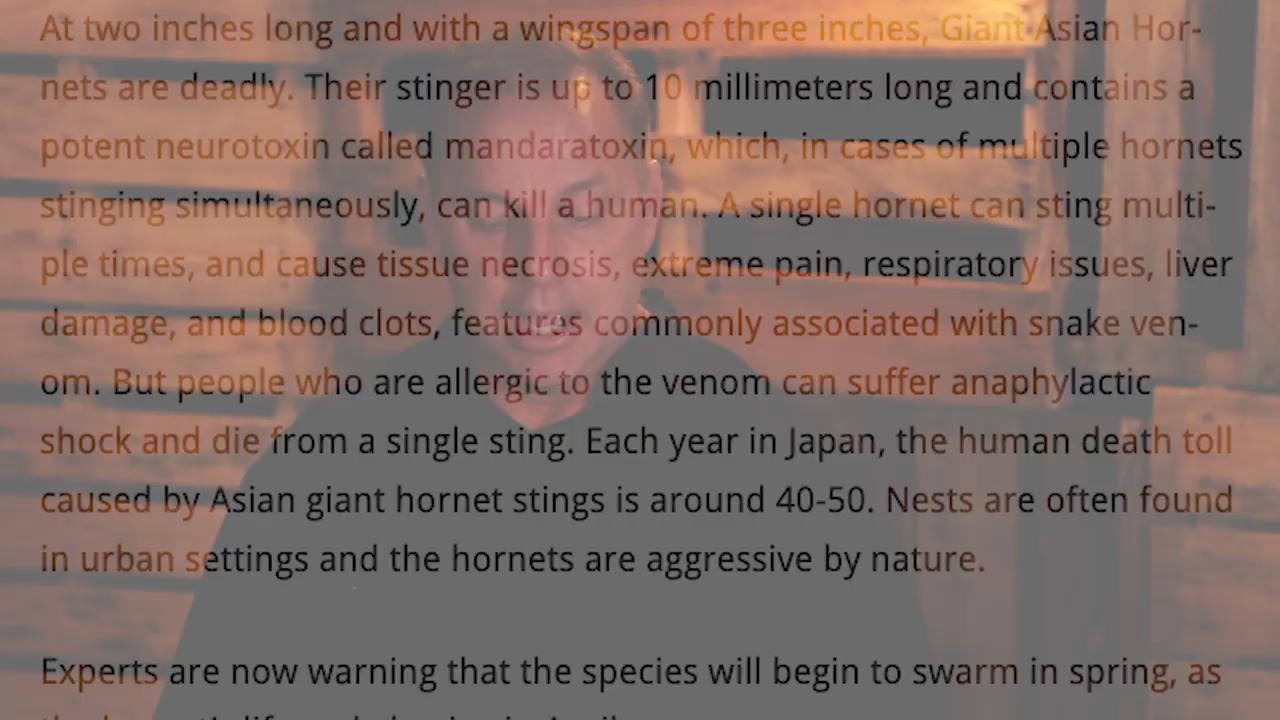 At two inches long and with a wingspan of three inches, Giant Asian Hor-
nets are deadly. Their stinger is up to 10 millimeters long and contains a
potent neurotoxin called mandaratoxin, which, in cases of multiple hornets
stinging simultaneously, can kill a human. A single hornet can sting multi-
ple times, and cause tissue necrosis, extreme pain, respiratory issues, liver
damage, and blood clots, features commonly associated with snake ven-
om. But people who are allergic to the venom can suffer anaphylactic
shock and die from a single sting. Each year in Japan, the human death toll
caused by Asian giant hornet stings is around 40-50. Nests are often found
in urban settings and the hornets are aggressive by nature.
Experts are now warning that the species will begin to swarm in spring, as